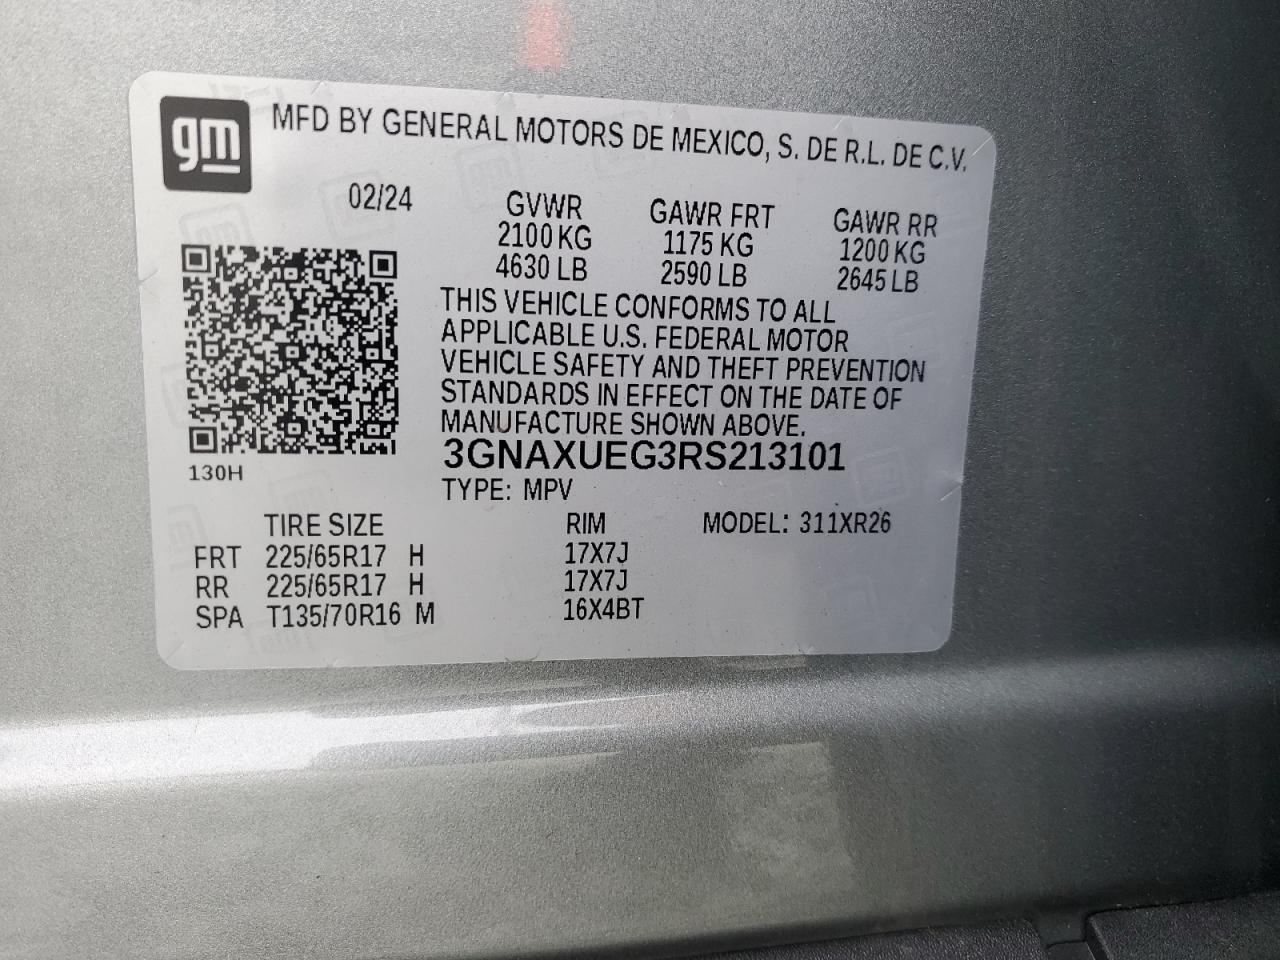 gm
MFD BY GENERAL MOTORS DE MEXICO, S. DE R.L. DE C.V.
02/24 GVWR GAWR FRT GAWR RR
2100 KG 1175 KG 1200 KG
4630 LB 2590 LB 2645 LB
THIS VEHICLE CONFORMS TO ALL
APPLICABLE U.S. FEDERAL MOTOR
VEHICLE SAFETY AND THEFT PREVENTION
STANDARDS IN EFFECT ON THE DATE OF
MANUFACTURE SHOWN ABOVE.
3GNAXUEG3RS213101
130H
TYPE: MPV
TIRE SIZE RIM MODEL: 311XR26
FRT 225/65R17 H 17X7J
RR 225/65R17 H 17X7J
SPA T135/70R16 M 16X4BT